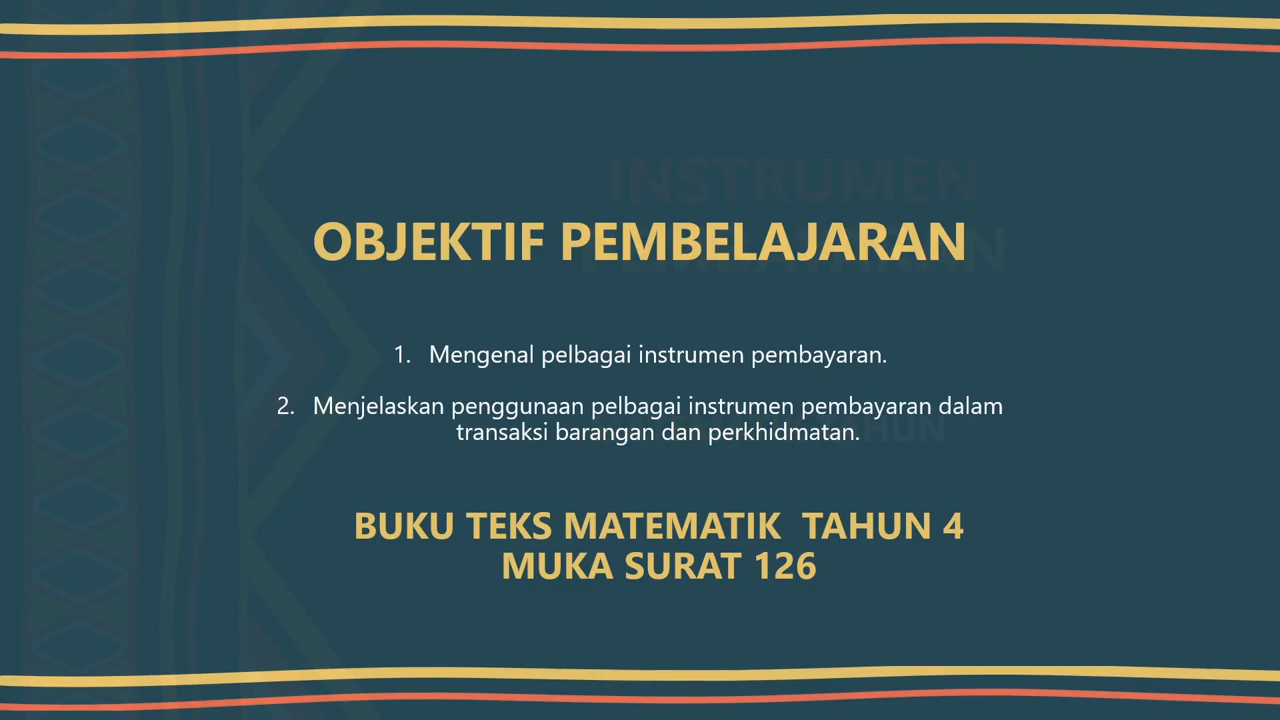 INSTRUMEN
OBJEKTIF PEMBELAJARAN
1. Mengenal pelbagai instrumen pembayaran.
2. Menjelaskan penggunaan pelbagai instrumen pembayaran dalam
transaksi barangan dan perkhidmatan.
BUKU TEKS MATEMATIK TAHUN 4
MUKA SURAT 126